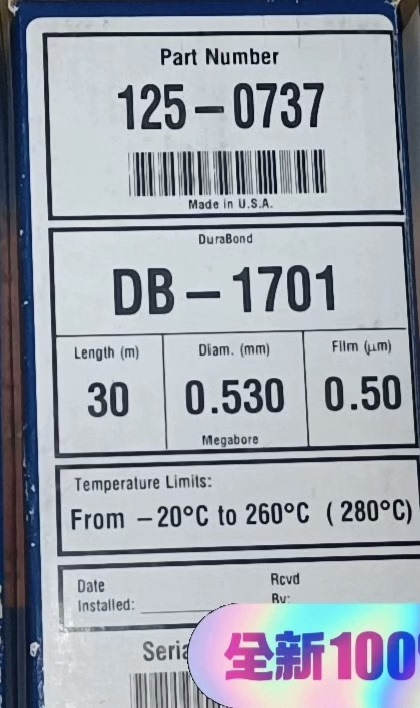 Part Number
125-0737
Made in U.S.A.
DuraBond
DB-1701
Length (m)
Diam. (mm)
Film (μm)
30
0.530
0.50
Megabore
Temperature Limits:
From -20°C to 260°C (280°C)
Date
Installed:
Rcvd
By:
全新100